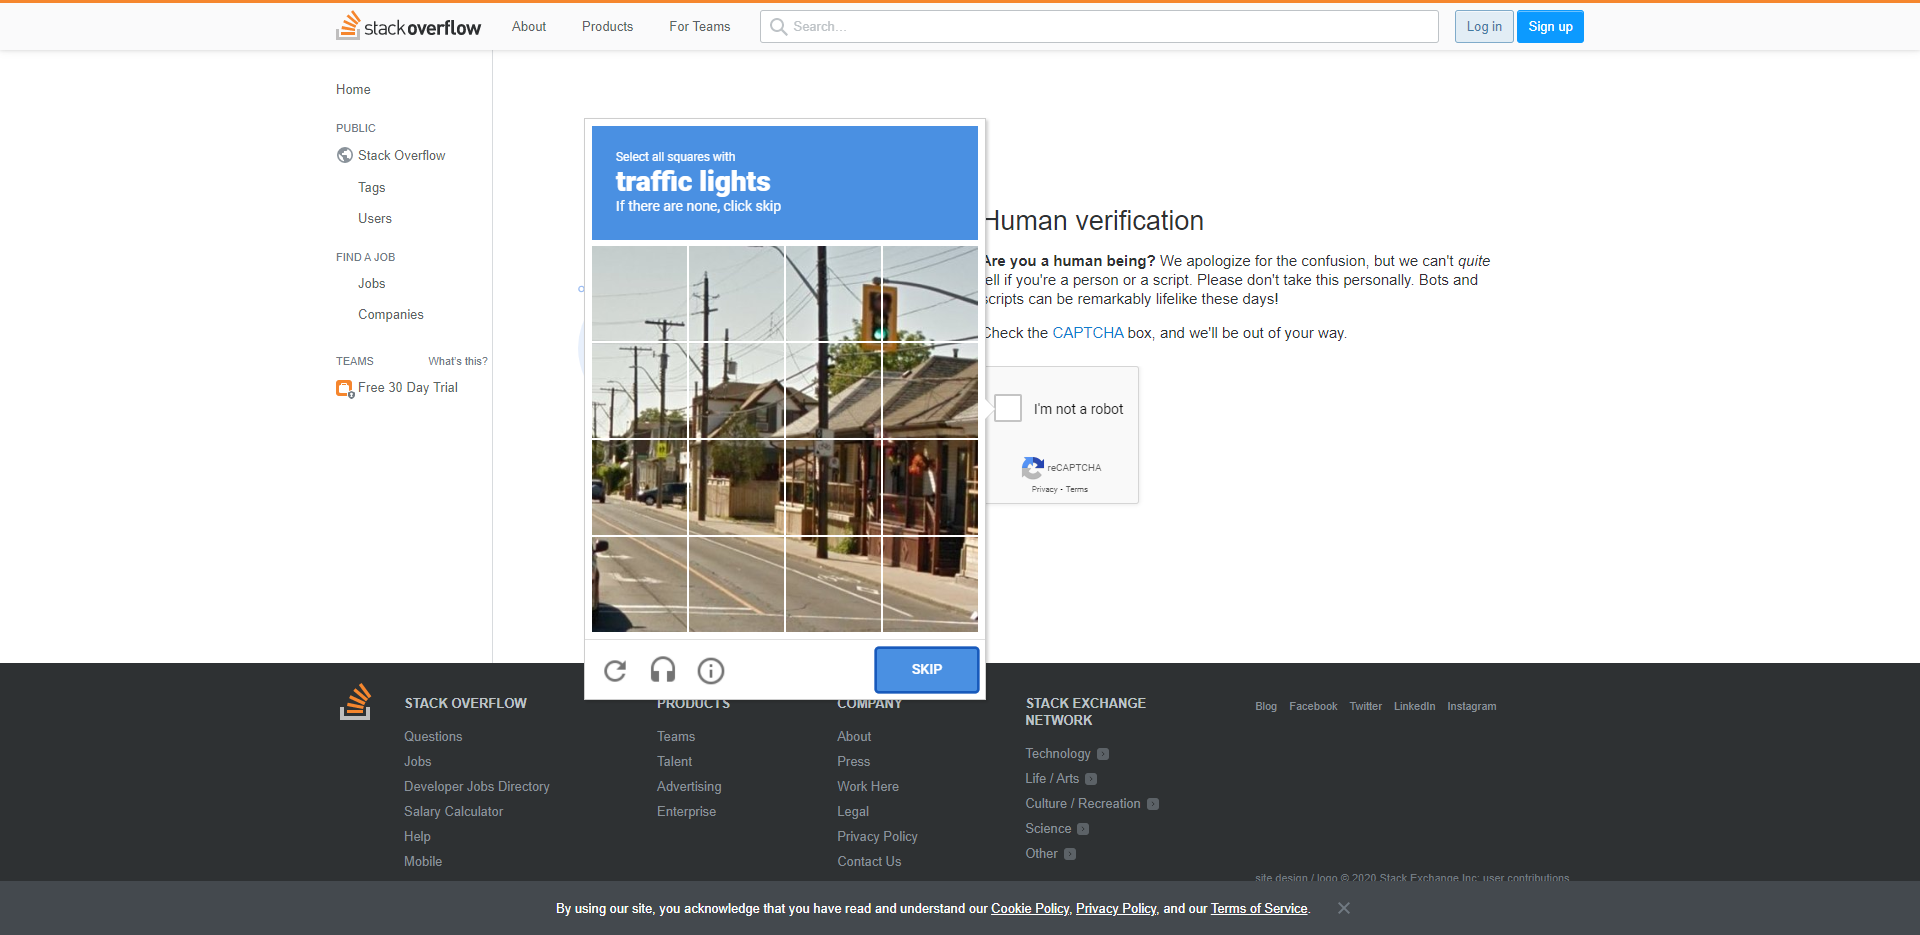 stack overflow
About
Products
For Teams
Search...
Log in
Sign up
Home
PUBLIC
Stack Overflow
Tags
Users
FIND A JOB
Jobs
Companies
TEAMS
What's this?
Free 30 Day Trial
Select all squares with
traffic lights
If there are none, click skip
SKIP
Human verification
Are you a human being? We apologize for the confusion, but we can't quite
tell if you're a person or a script. Please don't take this personally. Bots and
scripts can be remarkably lifelike these days!
Check the CAPTCHA box, and we'll be out of your way.
I'm not a robot
reCAPTCHA
Privacy - Terms
STACK OVERFLOW
Questions
Jobs
Developer Jobs Directory
Salary Calculator
Help
Mobile
PRODUCTS
Teams
Talent
Advertising
Enterprise
COMPANY
About
Press
Work Here
Legal
Privacy Policy
Contact Us
STACK EXCHANGE
NETWORK
Technology
Life / Arts
Culture / Recreation
Science
Other
Blog
Facebook
Twitter
LinkedIn
Instagram
site design / logo © 2020 Stack Exchange Inc; user contributions
By using our site, you acknowledge that you have read and understand our Cookie Policy, Privacy Policy, and our Terms of Service.